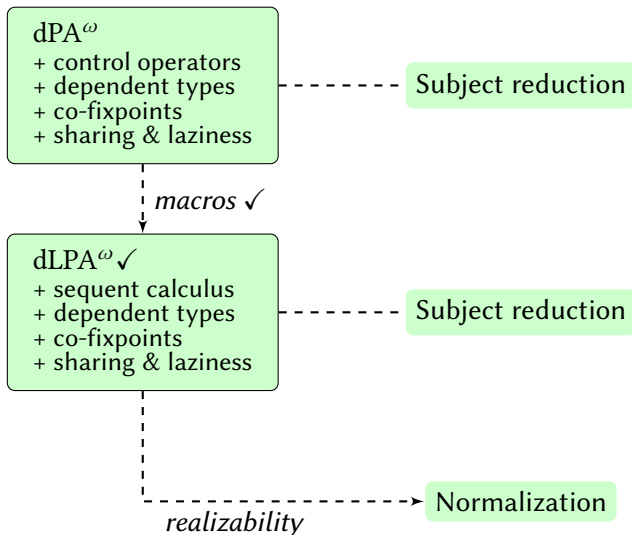 dPA^ω
+ control operators
+ dependent types
+ co-fixpoints
+ sharing & laziness
Subject reduction
macros ✓
dLPA^ω ✓
+ sequent calculus
+ dependent types
+ co-fixpoints
+ sharing & laziness
Subject reduction
Normalization
realizability